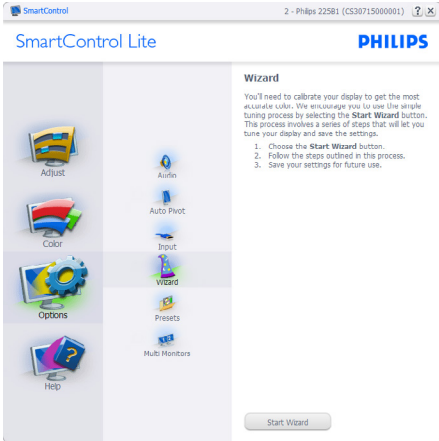 SmartControl
2 - Philips 225B1 (CS30715000001)
SmartControl Lite
PHILIPS
Adjust
Color
Options
Help
Audio
Auto Pivot
Input
Wizard
Presets
Multi Monitors
Wizard
You'll need to calibrate your display to get the most
accurate color. We encourage you to use the simple
tuning process by selecting the Start Wizard button.
This process involves a series of steps that will let you
tune your display and save the settings.
1. Choose the Start Wizard button.
2. Follow the steps outlined in this process.
3. Save your settings for future use.
Start Wizard